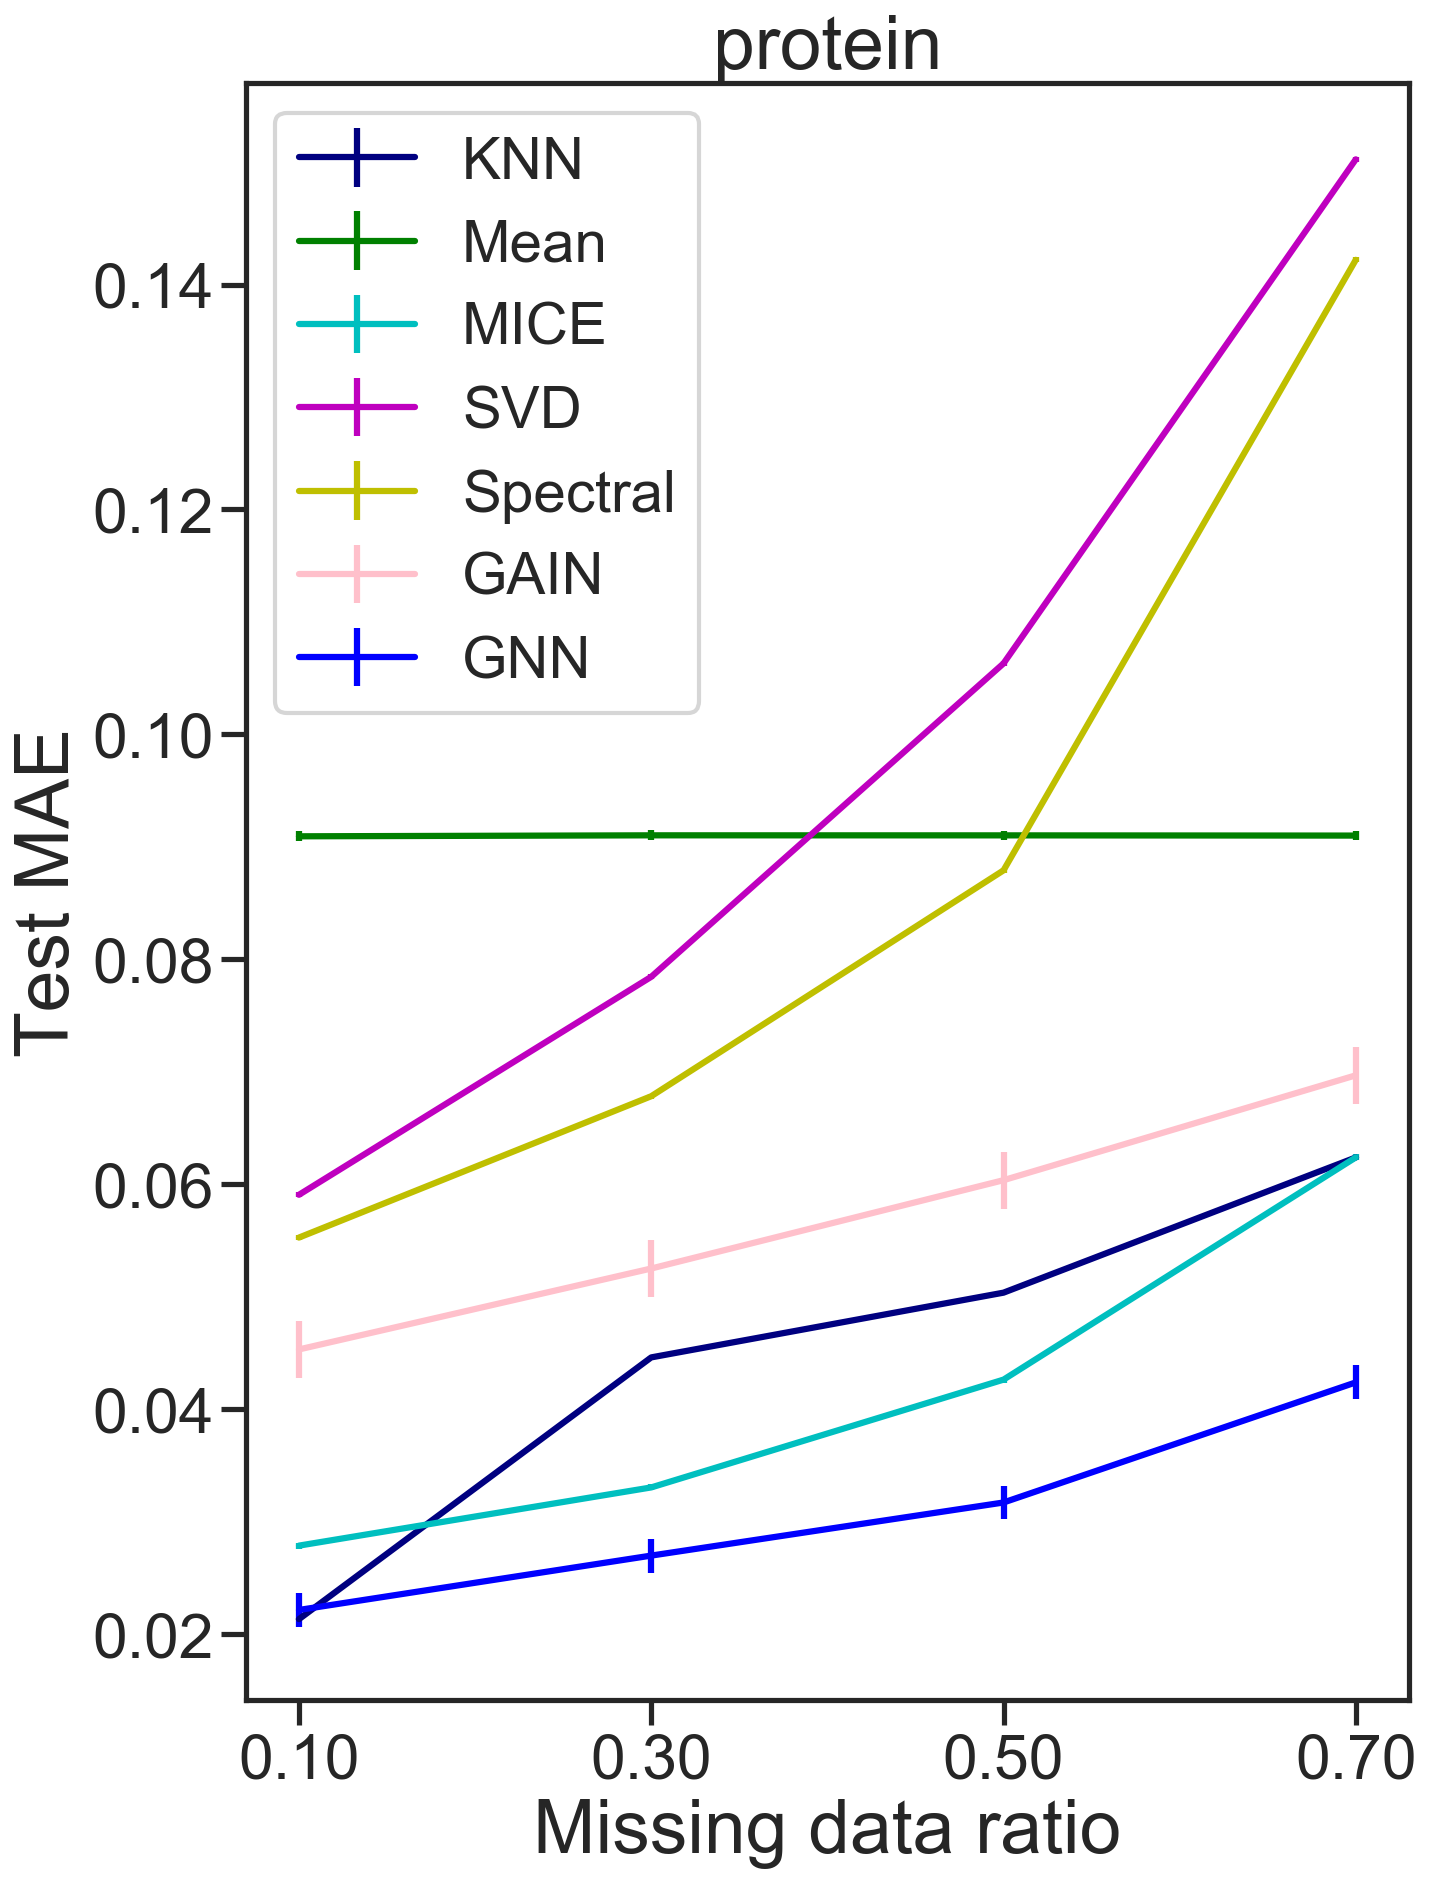 protein
KNN
Mean
MICE
SVD
Spectral
GAIN
GNN
0.14
0.12
0.10
0.08
0.06
0.04
0.02
Test MAE
0.10 0.30 0.50 0.70
Missing data ratio